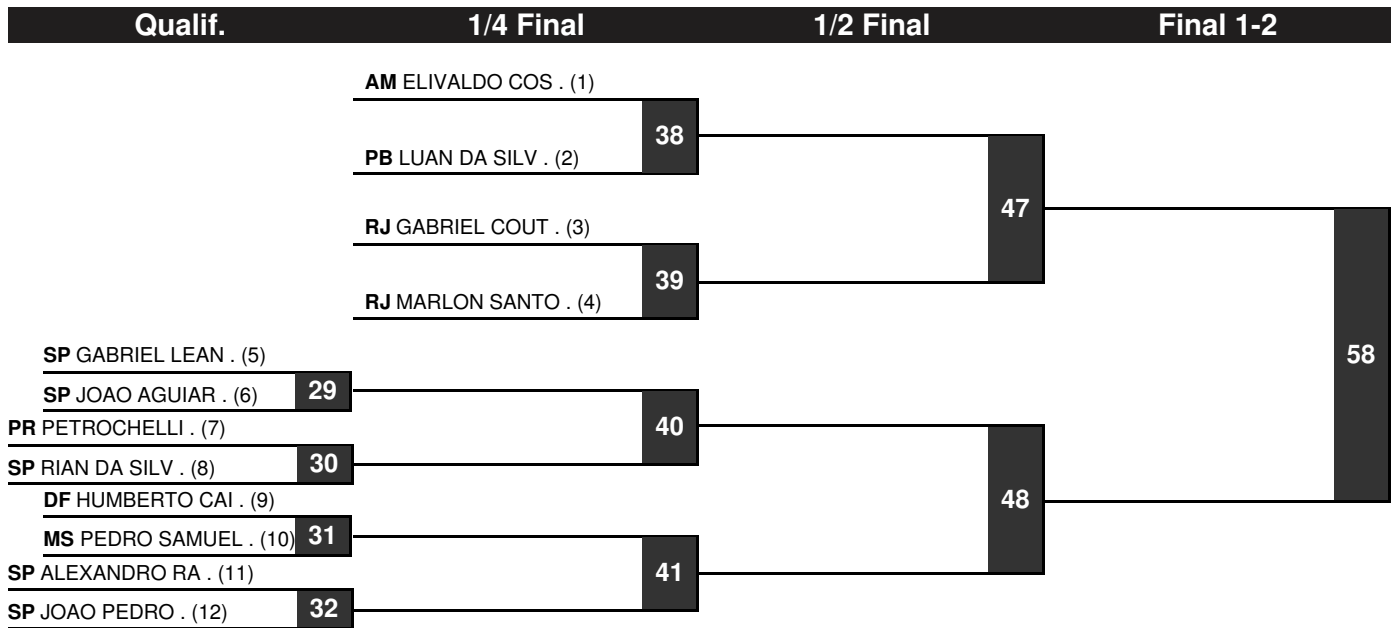 Qualif. 1/4 Final 1/2 Final Final 1-2
AM ELIVALDO COS . (1)
38
PB LUAN DA SILV . (2)
47
RJ GABRIEL COUT . (3)
39
RJ MARLON SANTO . (4)
58
SP GABRIEL LEAN . (5)
SP JOAO AGUIAR . (6) 29
PR PETROCHELLI . (7)
40
SP RIAN DA SILV . (8) 30
DF HUMBERTO CAI . (9)
48
MS PEDRO SAMUEL . (10) 31
SP ALEXANDRO RA . (11)
41
SP JOAO PEDRO . (12) 32